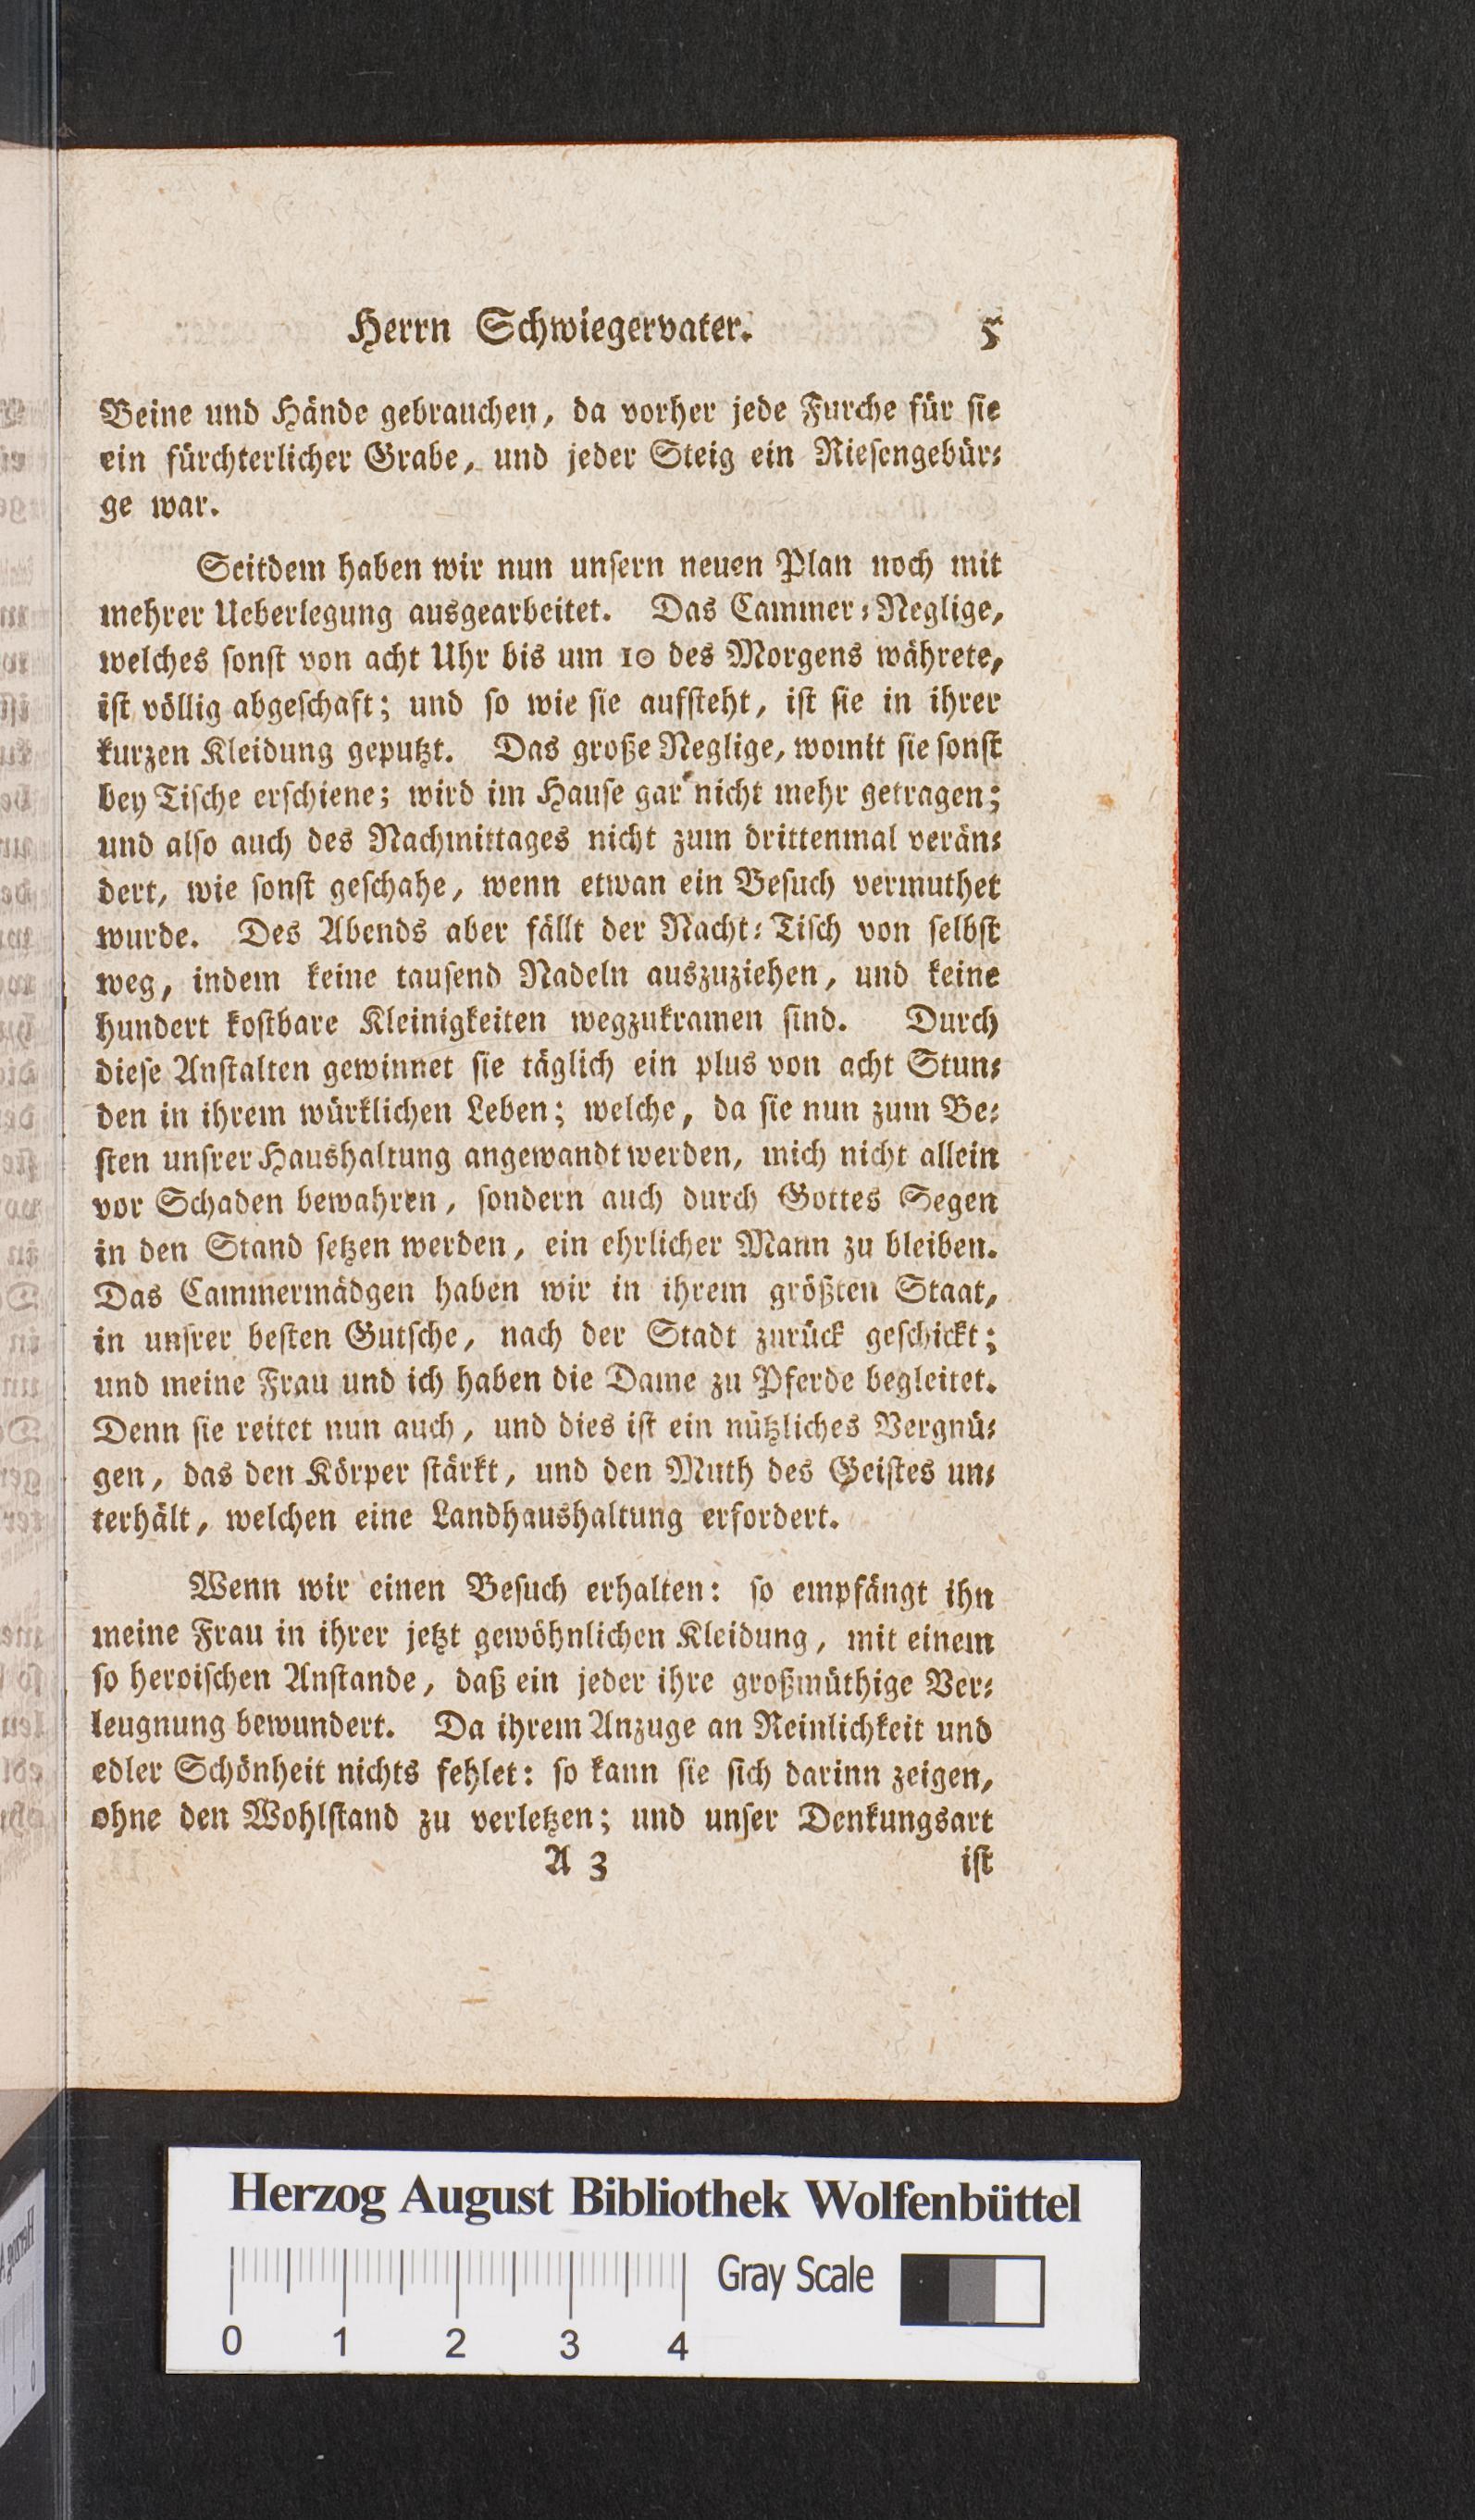 Herrn Schwiegervater. 5
Beine und Hände gebrauchen, da vorher jede Furche für ſie
ein fürchterlicher Grabe, und jeder Steig ein Rieſengebür⸗
ge war.
Seitdem haben wir nun unſern neuen Plan noch mit
mehrer Ueberlegung ausgearbeitet. Das Cammer⸗Neglige,
welches ſonſt von acht Uhr bis um 10 des Morgens währete,
iſt völlig abgeſchaft; und ſo wie ſie aufſteht, iſt ſie in ihrer
kurzen Kleidung geputzt. Das große Neglige, womit ſie ſonſt
bey Tiſche erſchiene; wird im Hauſe gar nicht mehr getragen;
und alſo auch des Nachmittages nicht zum drittenmal verän⸗
dert, wie ſonſt geſchahe, wenn etwan ein Beſuch vermuthet
wurde. Des Abends aber fällt der Nacht⸗Tiſch von ſelbſt
weg, indem keine tauſend Nadeln auszuziehen, und keine
hundert koſtbare Kleinigkeiten wegzukramen ſind. Durch
dieſe Anſtalten gewinnet ſie täglich ein plus von acht Stun⸗
den in ihrem würklichen Leben; welche, da ſie nun zum Be⸗
ſten unſrer Haushaltung angewandt werden, mich nicht allein
vor Schaden bewahren, ſondern auch durch Gottes Segen
in den Stand ſetzen werden, ein ehrlicher Mann zu bleiben.
Das Cammermädgen haben wir in ihrem größten Staat,
in unſrer beſten Gutſche, nach der Stadt zurück geſchickt;
und meine Frau und ich haben die Dame zu Pferde begleitet.
Denn ſie reitet nun auch, und dies iſt ein nützliches Vergnü⸗
gen, das den Körper ſtärkt, und den Muth des Geiſtes un⸗
terhält, welchen eine Landhaushaltung erfordert.
Wenn wir einen Beſuch erhalten: ſo empfängt ihn
meine Frau in ihrer jetzt gewöhnlichen Kleidung, mit einem
ſo heroiſchen Anſtande, daß ein jeder ihre großmüthige Ver⸗
leugnung bewundert. Da ihrem Anzuge an Reinlichkeit und
edler Schönheit nichts fehlet: ſo kann ſie ſich darinn zeigen,
ohne den Wohlſtand zu verletzen; und unſer Denkungsart
A 3 iſt
Herzog August Bibliothek Wolfenbüttel
Gray Scale
0 1 2 3 4